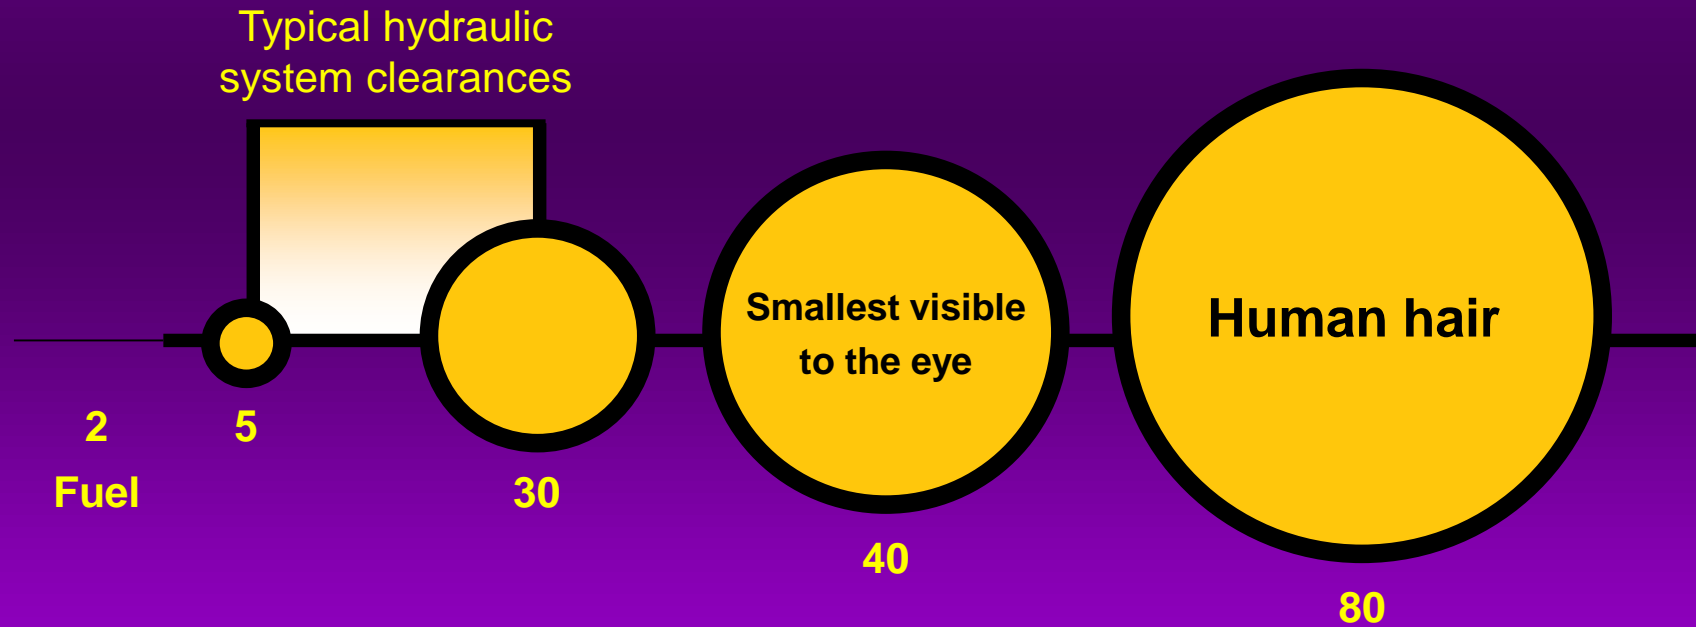 Typical hydraulic
system clearances
Smallest visible
to the eye
Human hair
2
5
Fuel
30
40
80